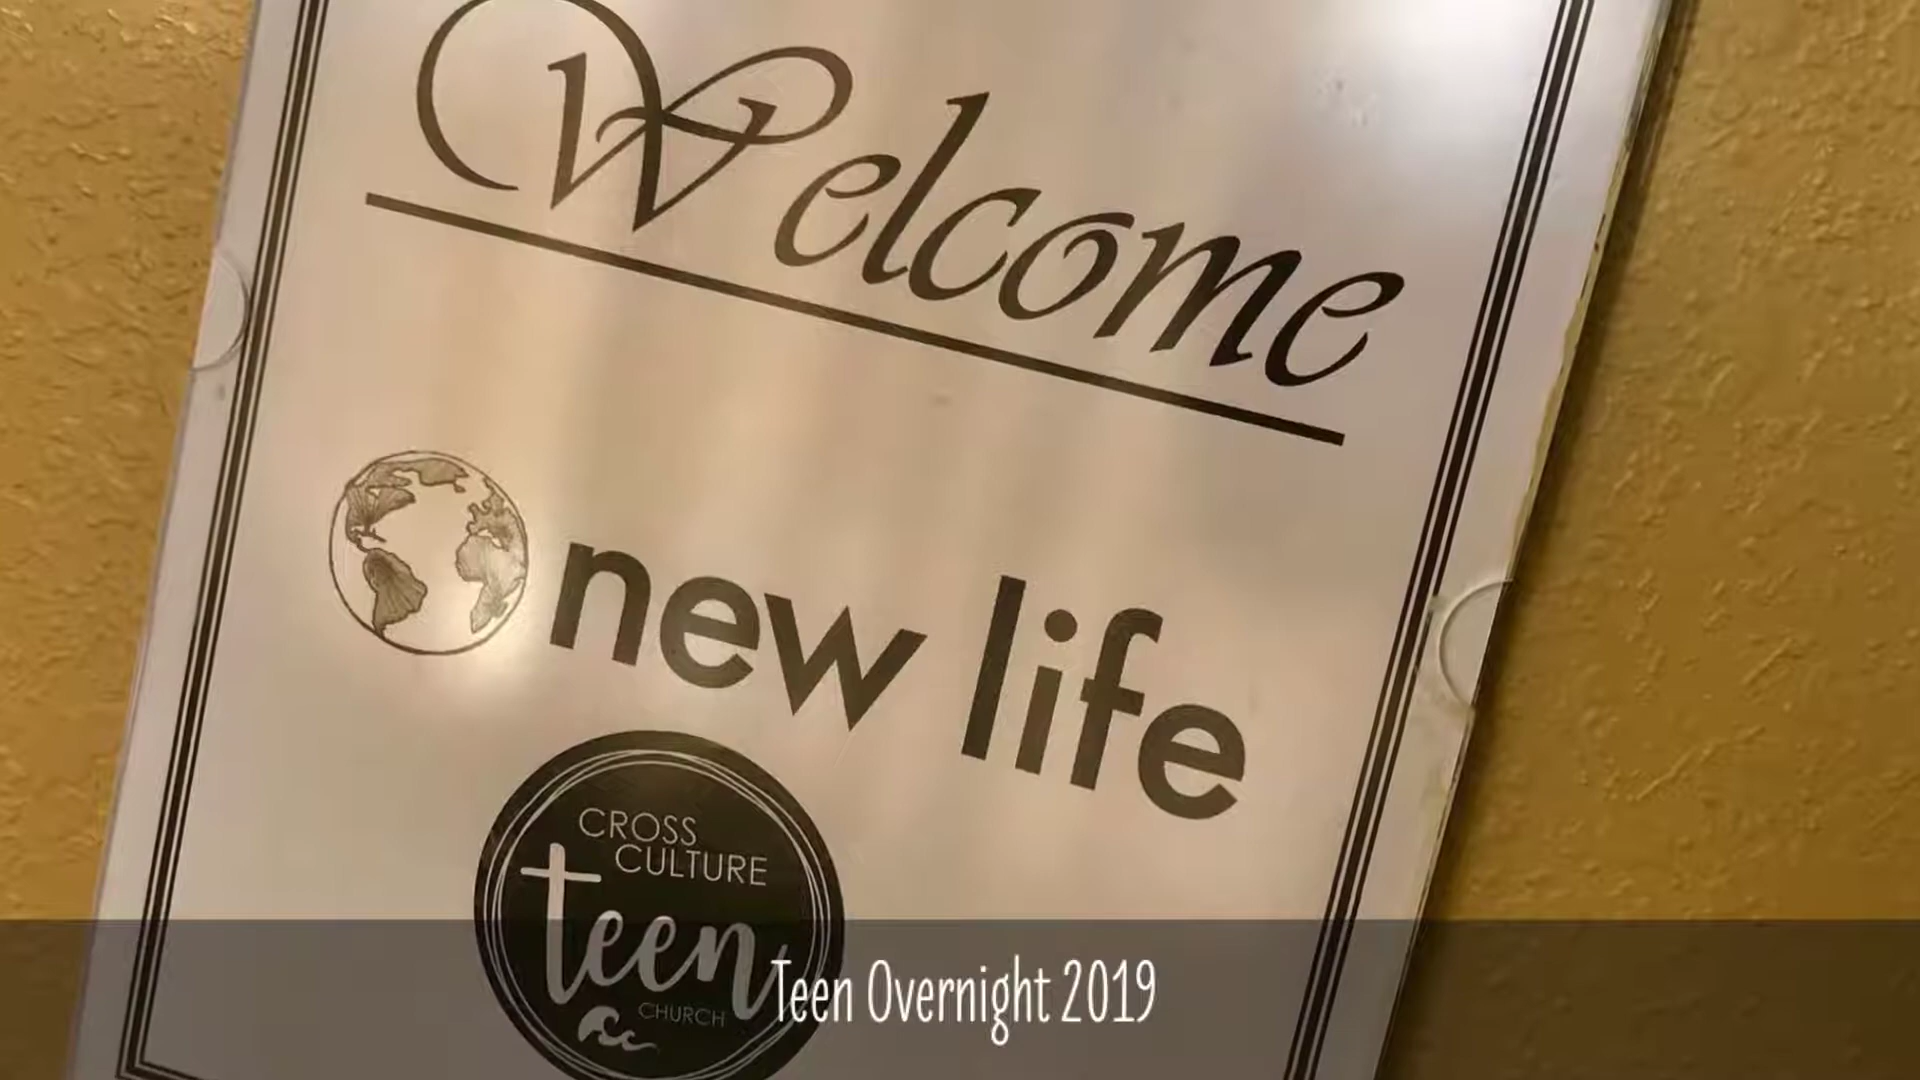 Welcome
new life
CROSS
CULTURE
teen
CHURCH
Teen Overnight 2019